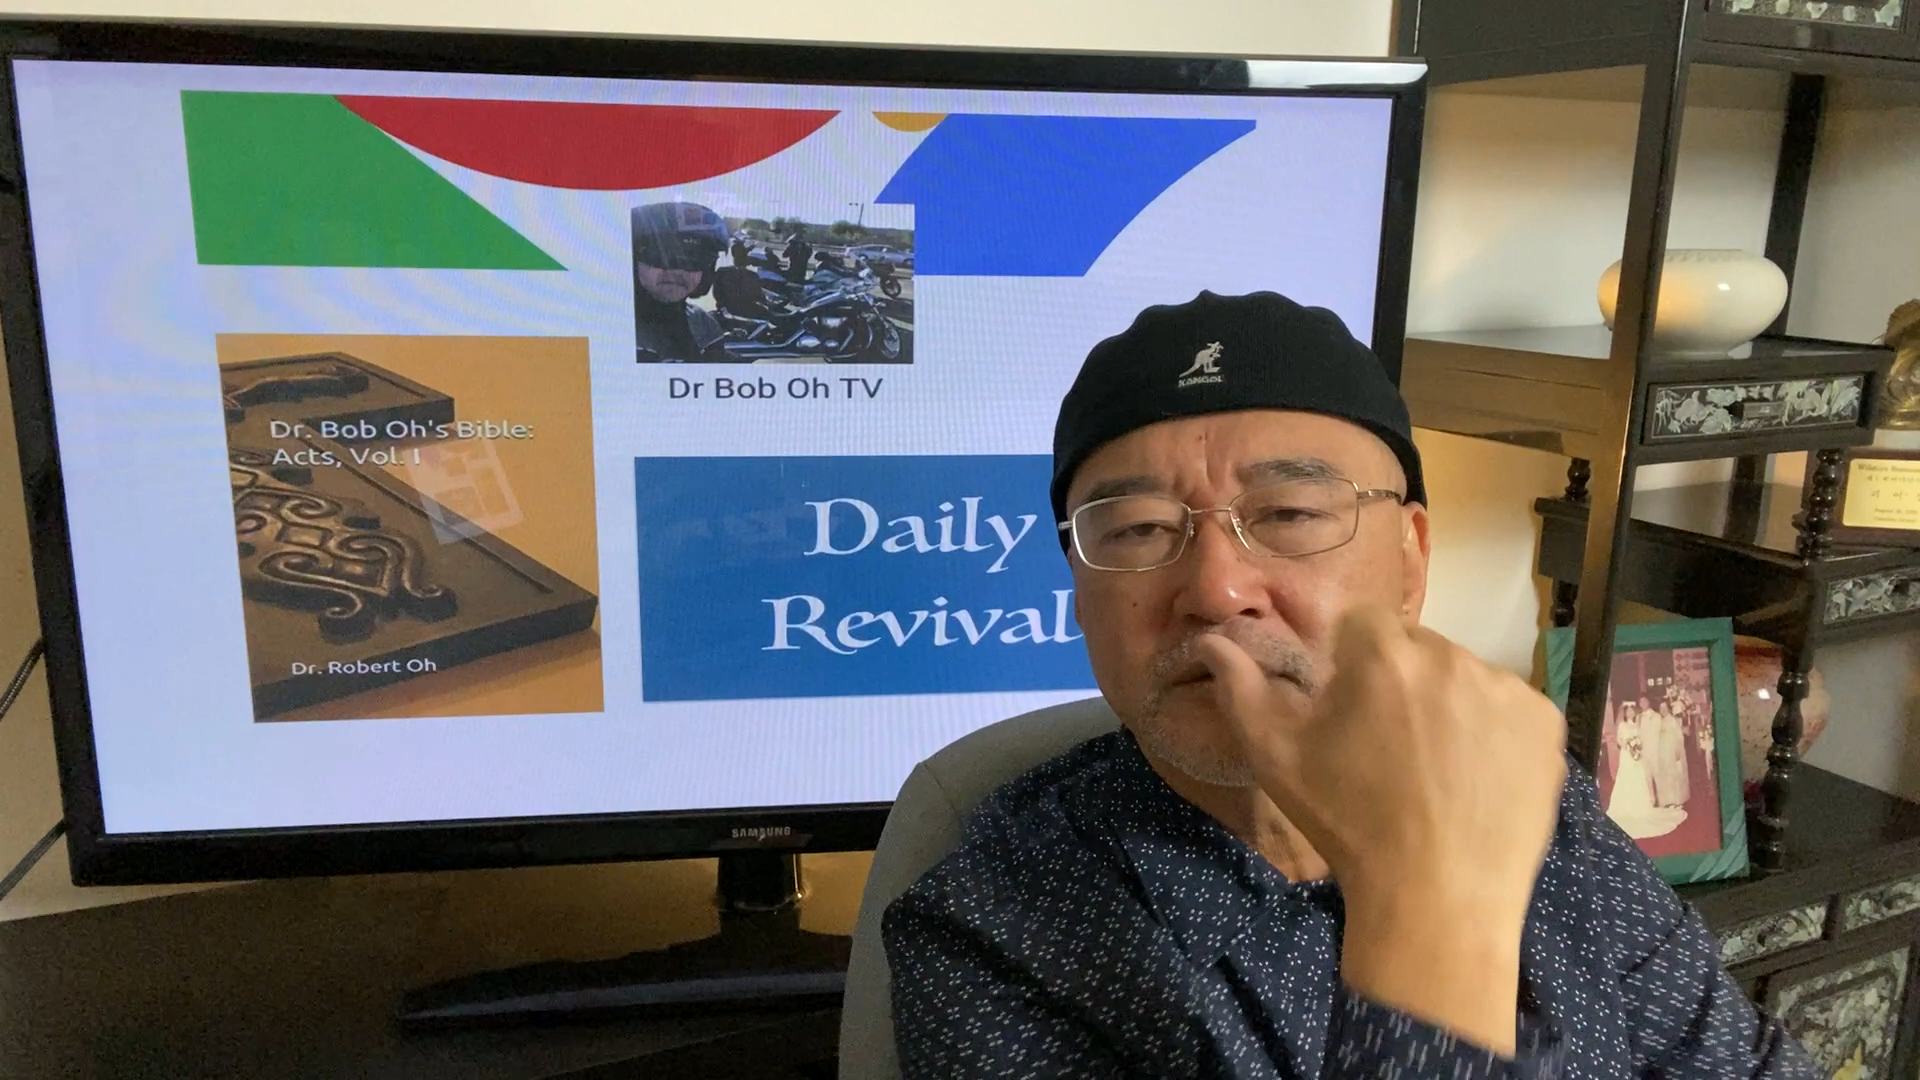 Dr Bob Oh TV
Dr. Bob Oh's Bible:
Acts, Vol. I
Dr. Robert Oh
Daily
Revival
SAMSUNG
KANGOL